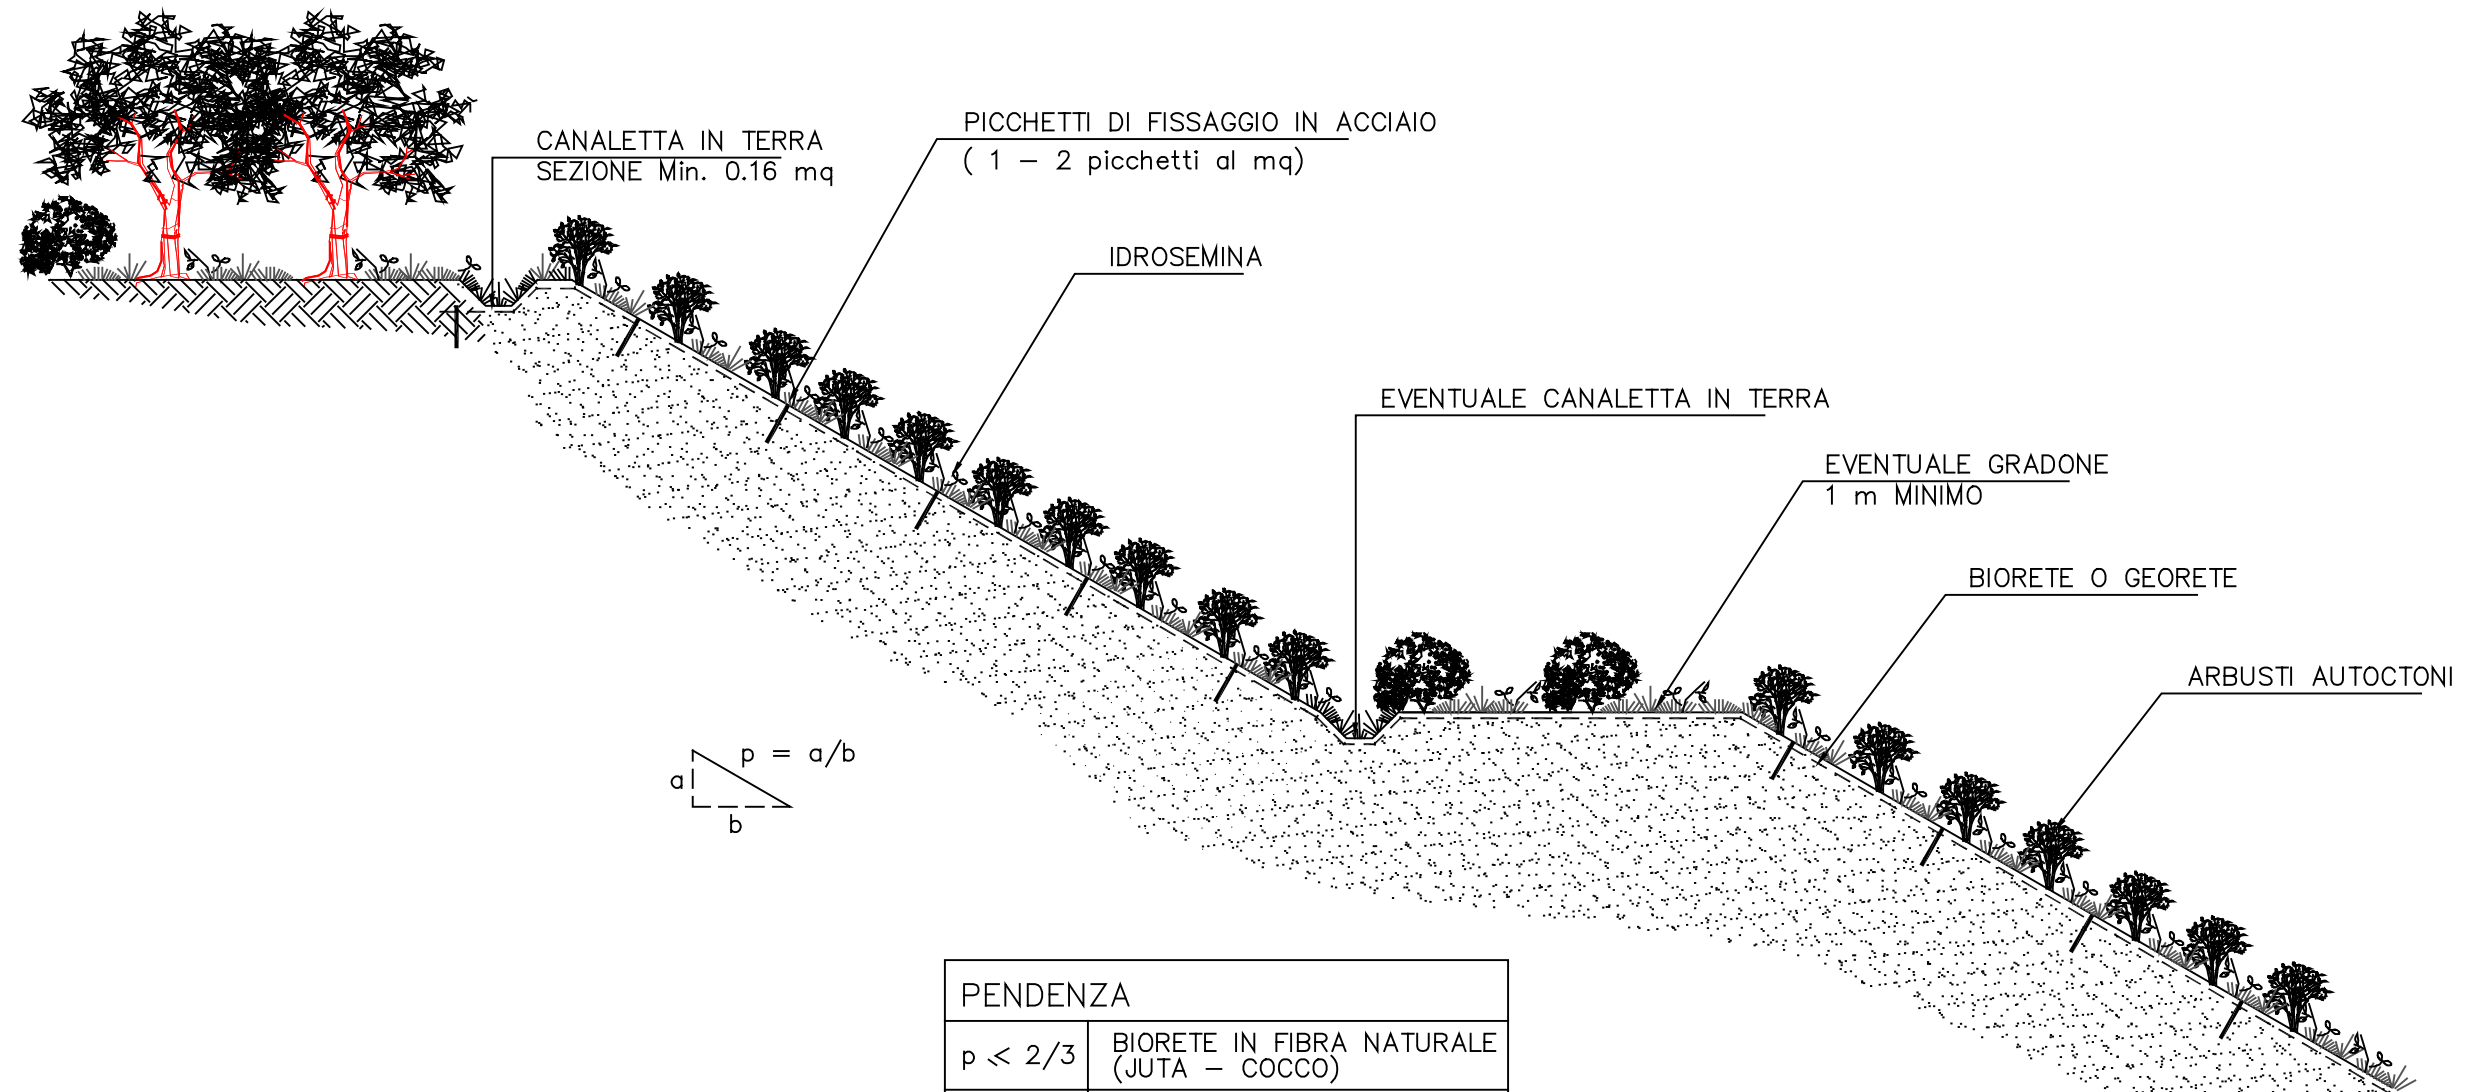 CANALETTA IN TERRA
SEZIONE Min. 0.16 mq
PICCHETTI DI FISSAGGIO IN ACCIAIO
( 1 – 2 picchetti al mq)
IDROSEMINA
EVENTUALE CANALETTA IN TERRA
EVENTUALE GRADONE
1 m MINIMO
BIORETE O GEORETE
ARBUSTI AUTOCTONI
p = a/b
a
b
PENDENZA
p < 2/3
BIORETE IN FIBRA NATURALE
(JUTA – COCCO)